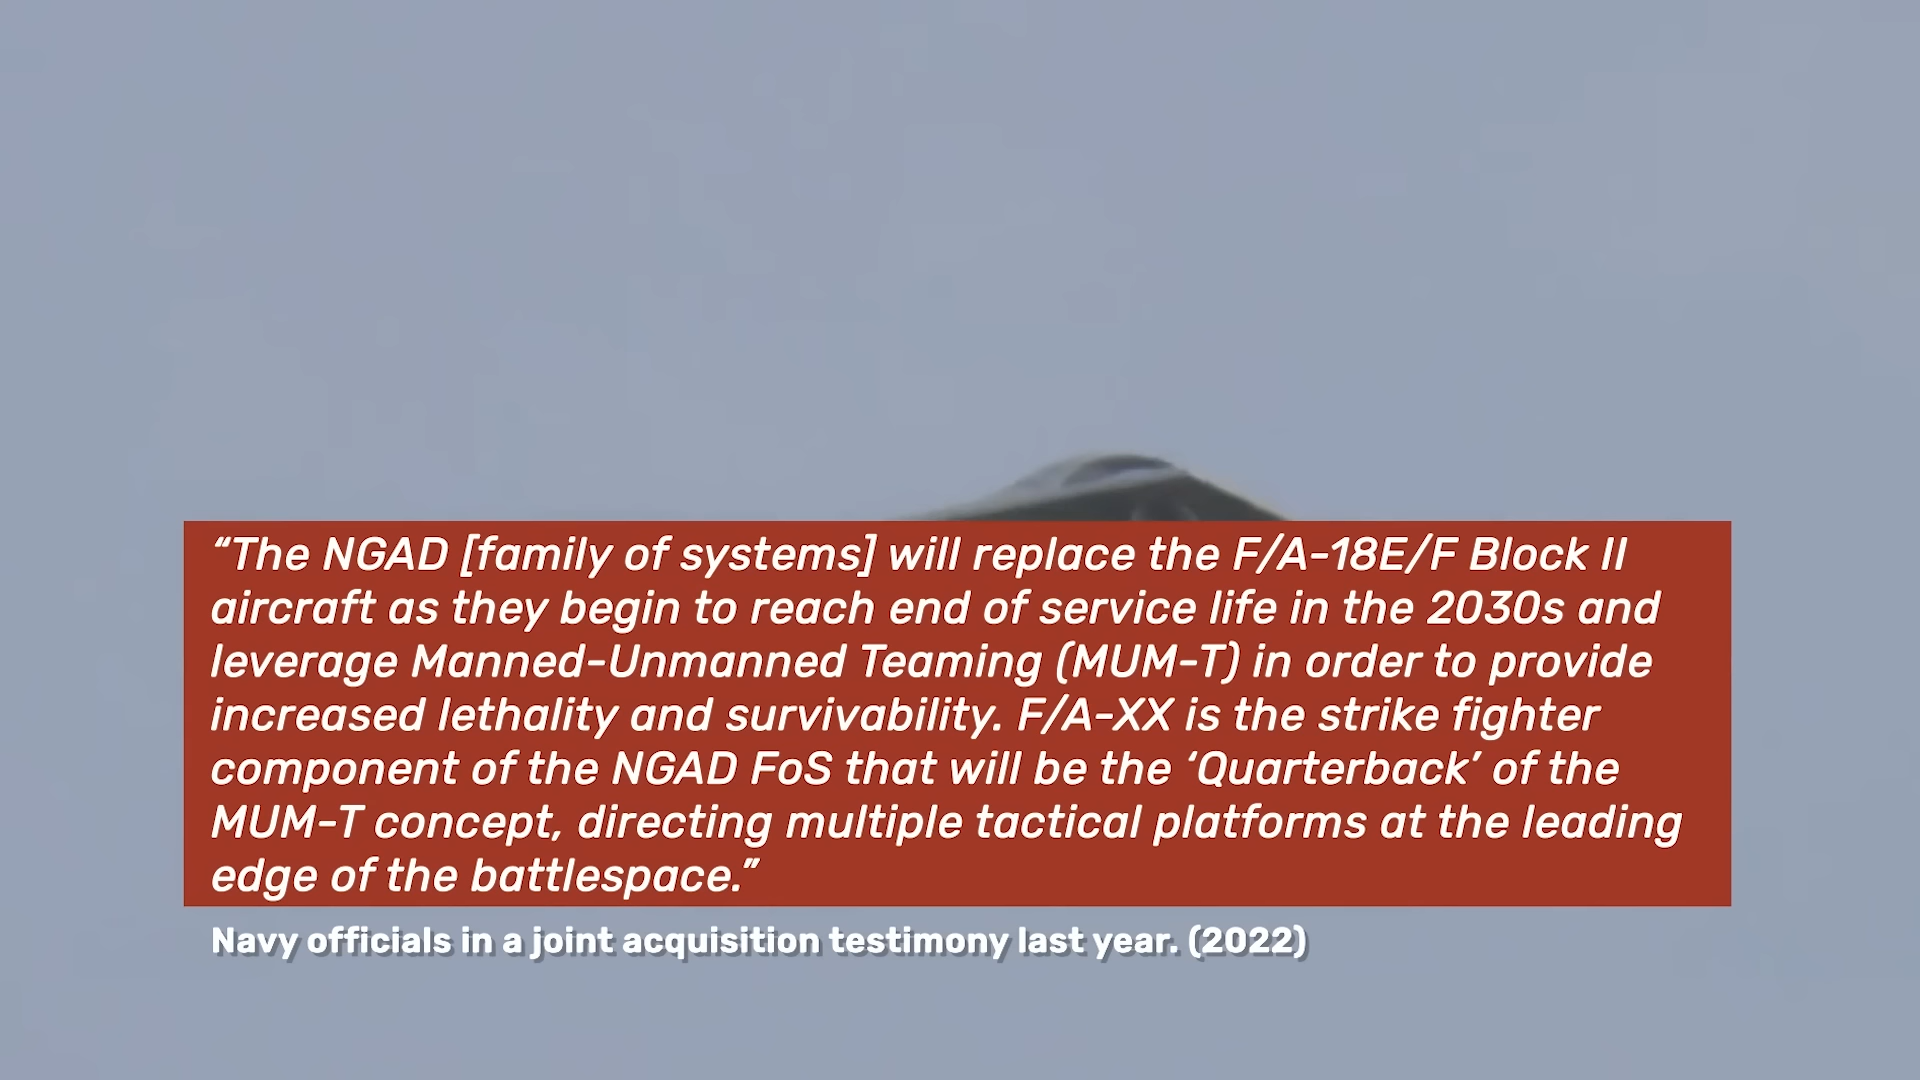 “The NGAD [family of systems] will replace the F/A-18E/F Block II
aircraft as they begin to reach end of service life in the 2030s and
leverage Manned-Unmanned Teaming (MUM-T) in order to provide
increased lethality and survivability. F/A-XX is the strike fighter
component of the NGAD FoS that will be the ‘Quarterback’ of the
MUM-T concept, directing multiple tactical platforms at the leading
edge of the battlespace.”
Navy officials in a joint acquisition testimony last year. (2022)